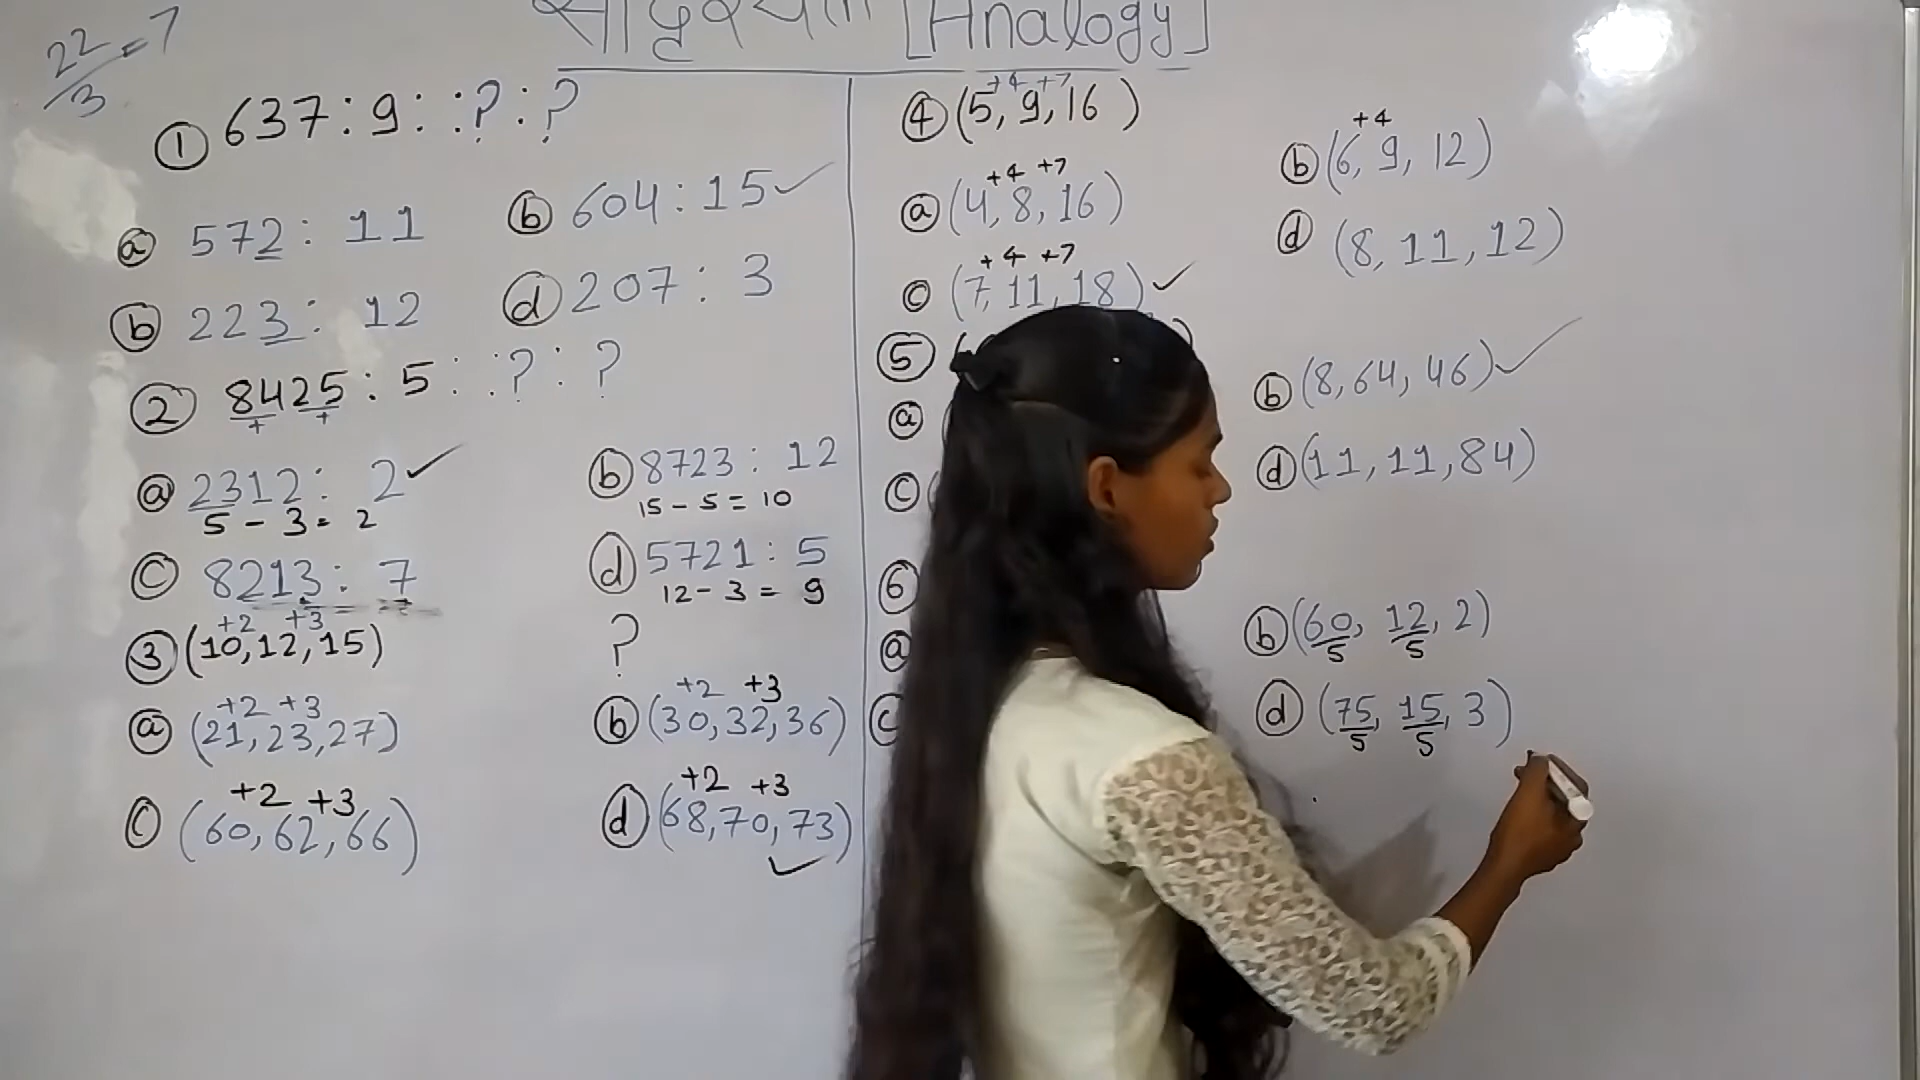 [Analogy]
22/3 = 7
① 637 : 9 : : ? : ?
ⓐ 572 : 11
ⓑ 604 : 15 ✓
ⓑ 223 : 12
ⓓ 207 : 3
② 8425 : 5 : : ? : ?
+ +
ⓐ 2312 : 2 ✓
5 - 3 = 2
ⓑ 8723 : 12
15 - 5 = 10
ⓒ 8213 : 7
ⓓ 5721 : 5
12 - 3 = 9
+2 +3
③ (10, 12, 15)
?
+2 +3
ⓐ (21, 23, 27)
+2 +3
ⓑ (30, 32, 36)
+2 +3
ⓒ (60, 62, 66)
+2 +3
ⓓ (68, 70, 73)
✓
+4 +7
④ (5, 9, 16)
+4 +7
ⓐ (4, 8, 16)
+4
ⓑ (6, 9, 12)
+4 +7
ⓒ (7, 11, 18) ✓
ⓓ (8, 11, 12)
⑤
ⓐ
ⓑ (8, 64, 46) ✓
ⓒ
ⓓ (11, 11, 84)
⑥
ⓐ
ⓑ (60/5, 12/5, 2)
ⓓ (75/5, 15/5, 3)